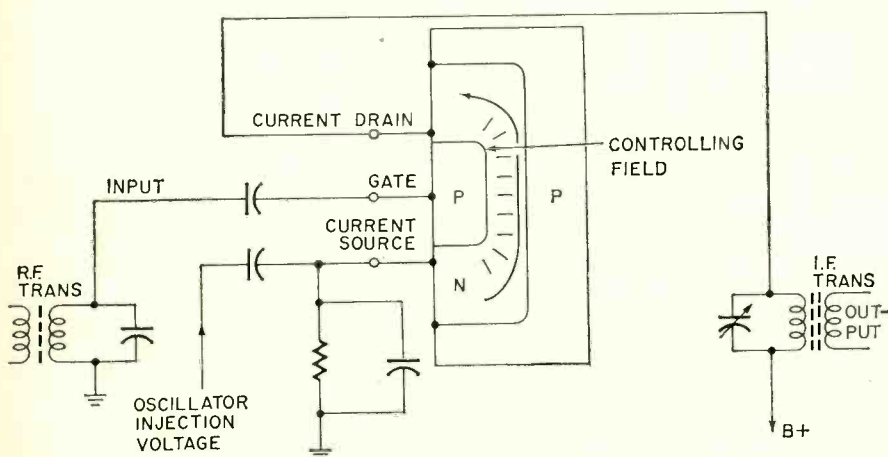 CURRENT DRAIN
CONTROLLING
FIELD
INPUT
GATE
P
P
CURRENT
SOURCE
N
R.F.
TRANS
I.F.
TRANS
OUT-
PUT
OSCILLATOR
INJECTION
VOLTAGE
B+